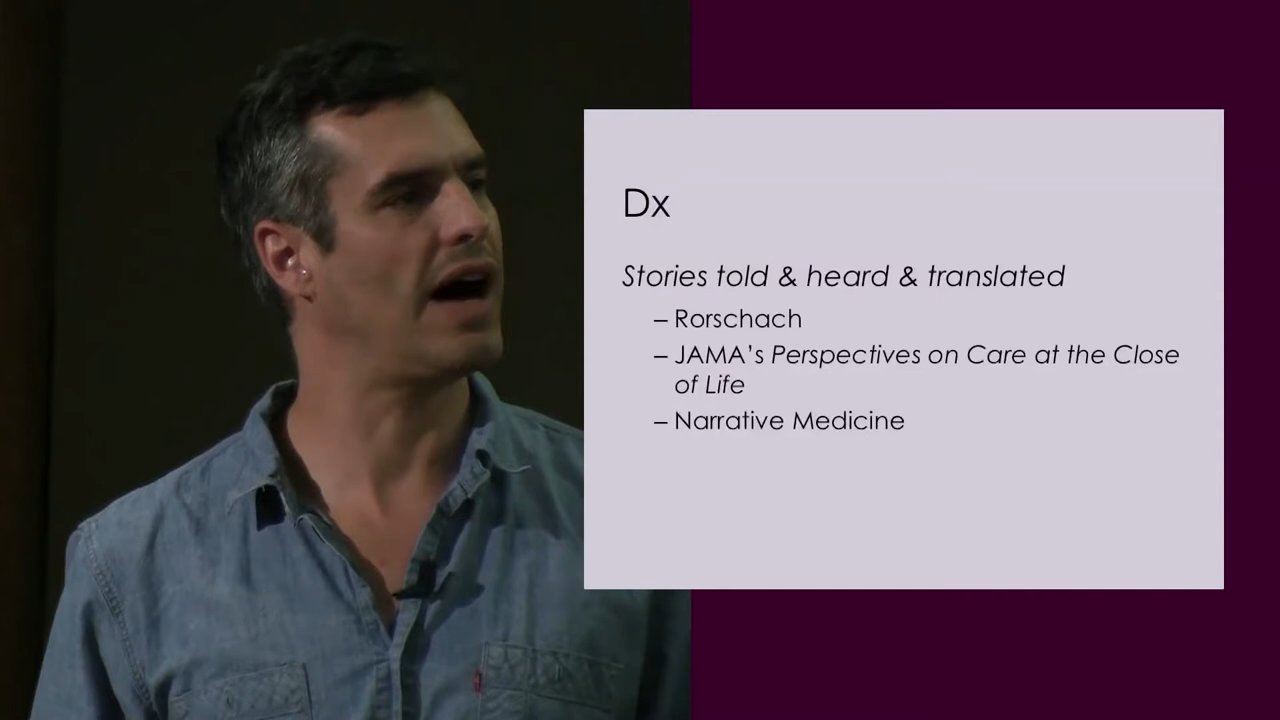 Dx
Stories told & heard & translated
– Rorschach
– JAMA’s Perspectives on Care at the Close
of Life
– Narrative Medicine